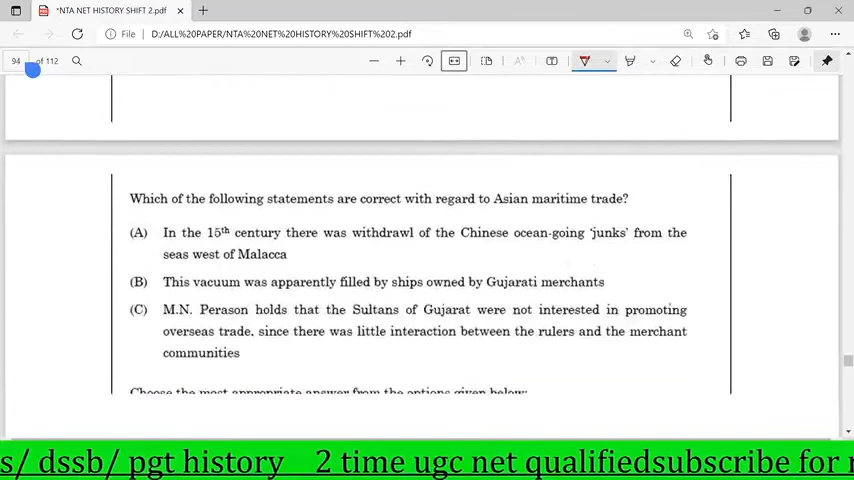 *NTA NET HISTORY SHIFT 2.pdf
File D:/ALL%20PAPER/NTA%20NET%20HISTORY%20SHIFT%202.pdf
94 of 112
Which of the following statements are correct with regard to Asian maritime trade?
(A) In the 15th century there was withdrawl of the Chinese ocean-going 'junks' from the
seas west of Malacca
(B) This vacuum was apparently filled by ships owned by Gujarati merchants
(C) M.N. Perason holds that the Sultans of Gujarat were not interested in promoting
overseas trade, since there was little interaction between the rulers and the merchant
communities
Choose the most appropriate answer from the options given below:
s/ dssb/ pgt history 2 time ugc net qualifiedsubscribe for